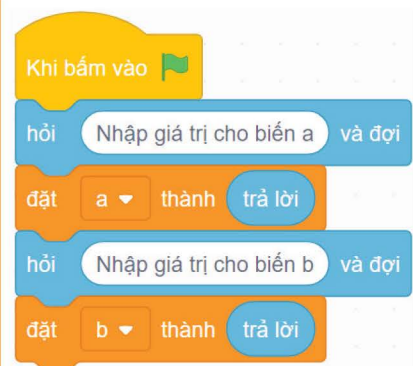 Khi bấm vào
hỏi Nhập giá trị cho biến a và đợi
đặt a thành trả lời
hỏi Nhập giá trị cho biến b và đợi
đặt b thành trả lời